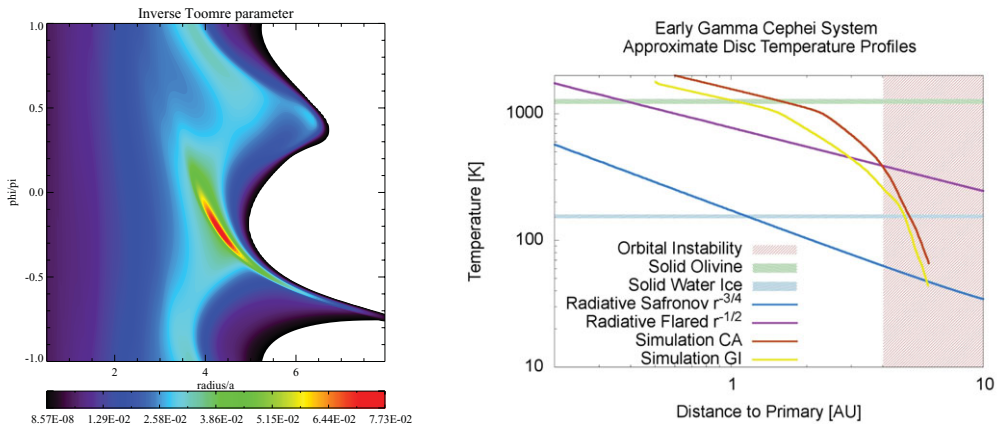 Inverse Toomre parameter
1.0
0.5
0.0
-0.5
-1.0
phi/pi
2
4
6
radius/a
8.57E-08 1.29E-02 2.58E-02 3.86E-02 5.15E-02 6.44E-02 7.73E-02
Early Gamma Cephei System
Approximate Disc Temperature Profiles
1000
100
10
Temperature [K]
Orbital Instability
Solid Olivine
Solid Water Ice
Radiative Safronov r-3/4
Radiative Flared r-1/2
Simulation CA
Simulation GI
1
10
Distance to Primary [AU]